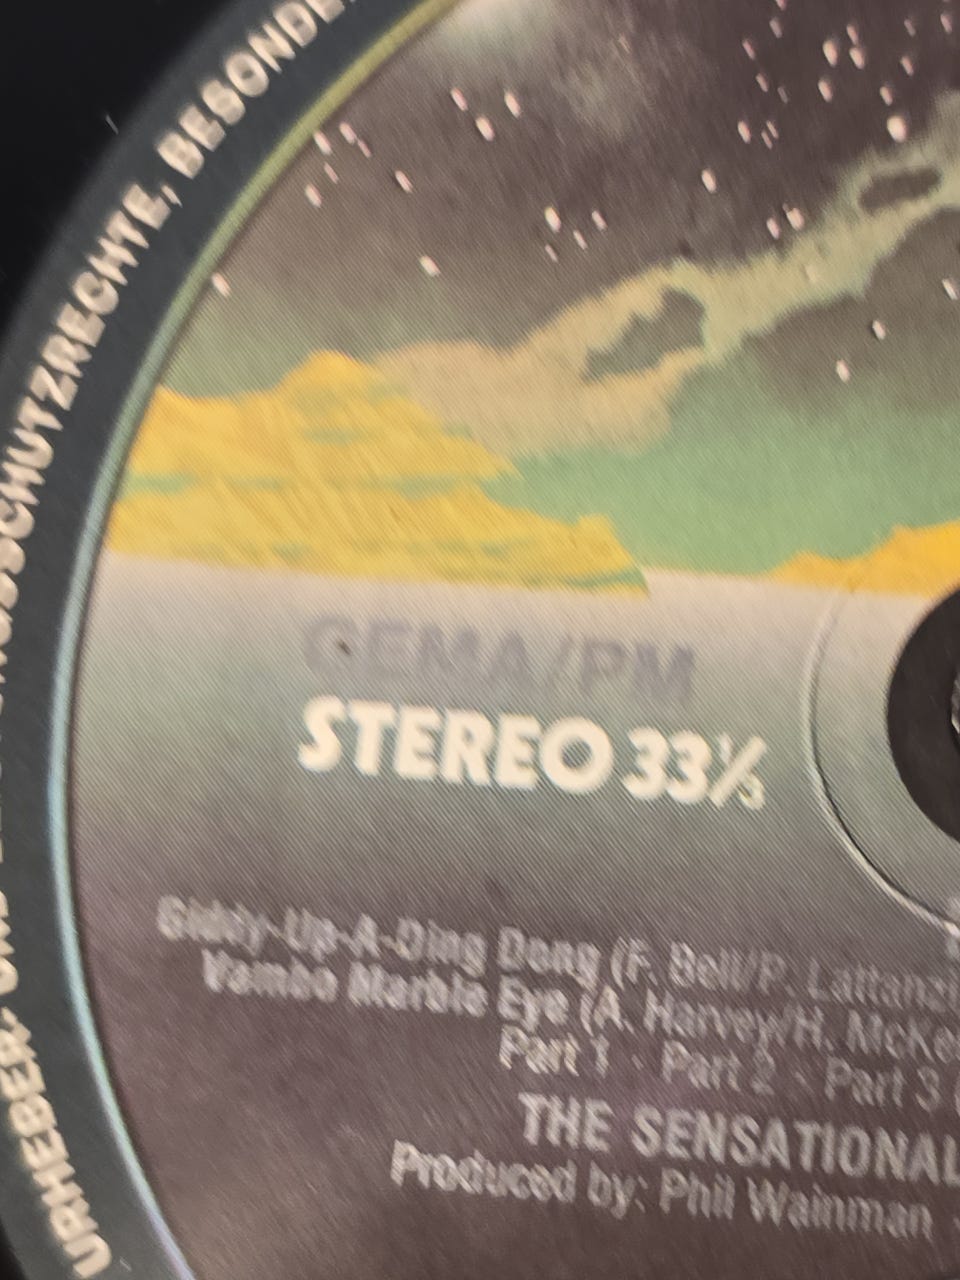 URHEBER- UND
SSCHUTZRECHTE, BESONDE
GEMA/PM
STEREO 33⅓
Giddy-Up-A-Ding Dong (F. Bell/P. Lattanzi
Vambo Marble Eye (A. Harvey/H. McKe
Part 1 · Part 2 · Part 3 (
THE SENSATIONAL
Produced by: Phil Wainman